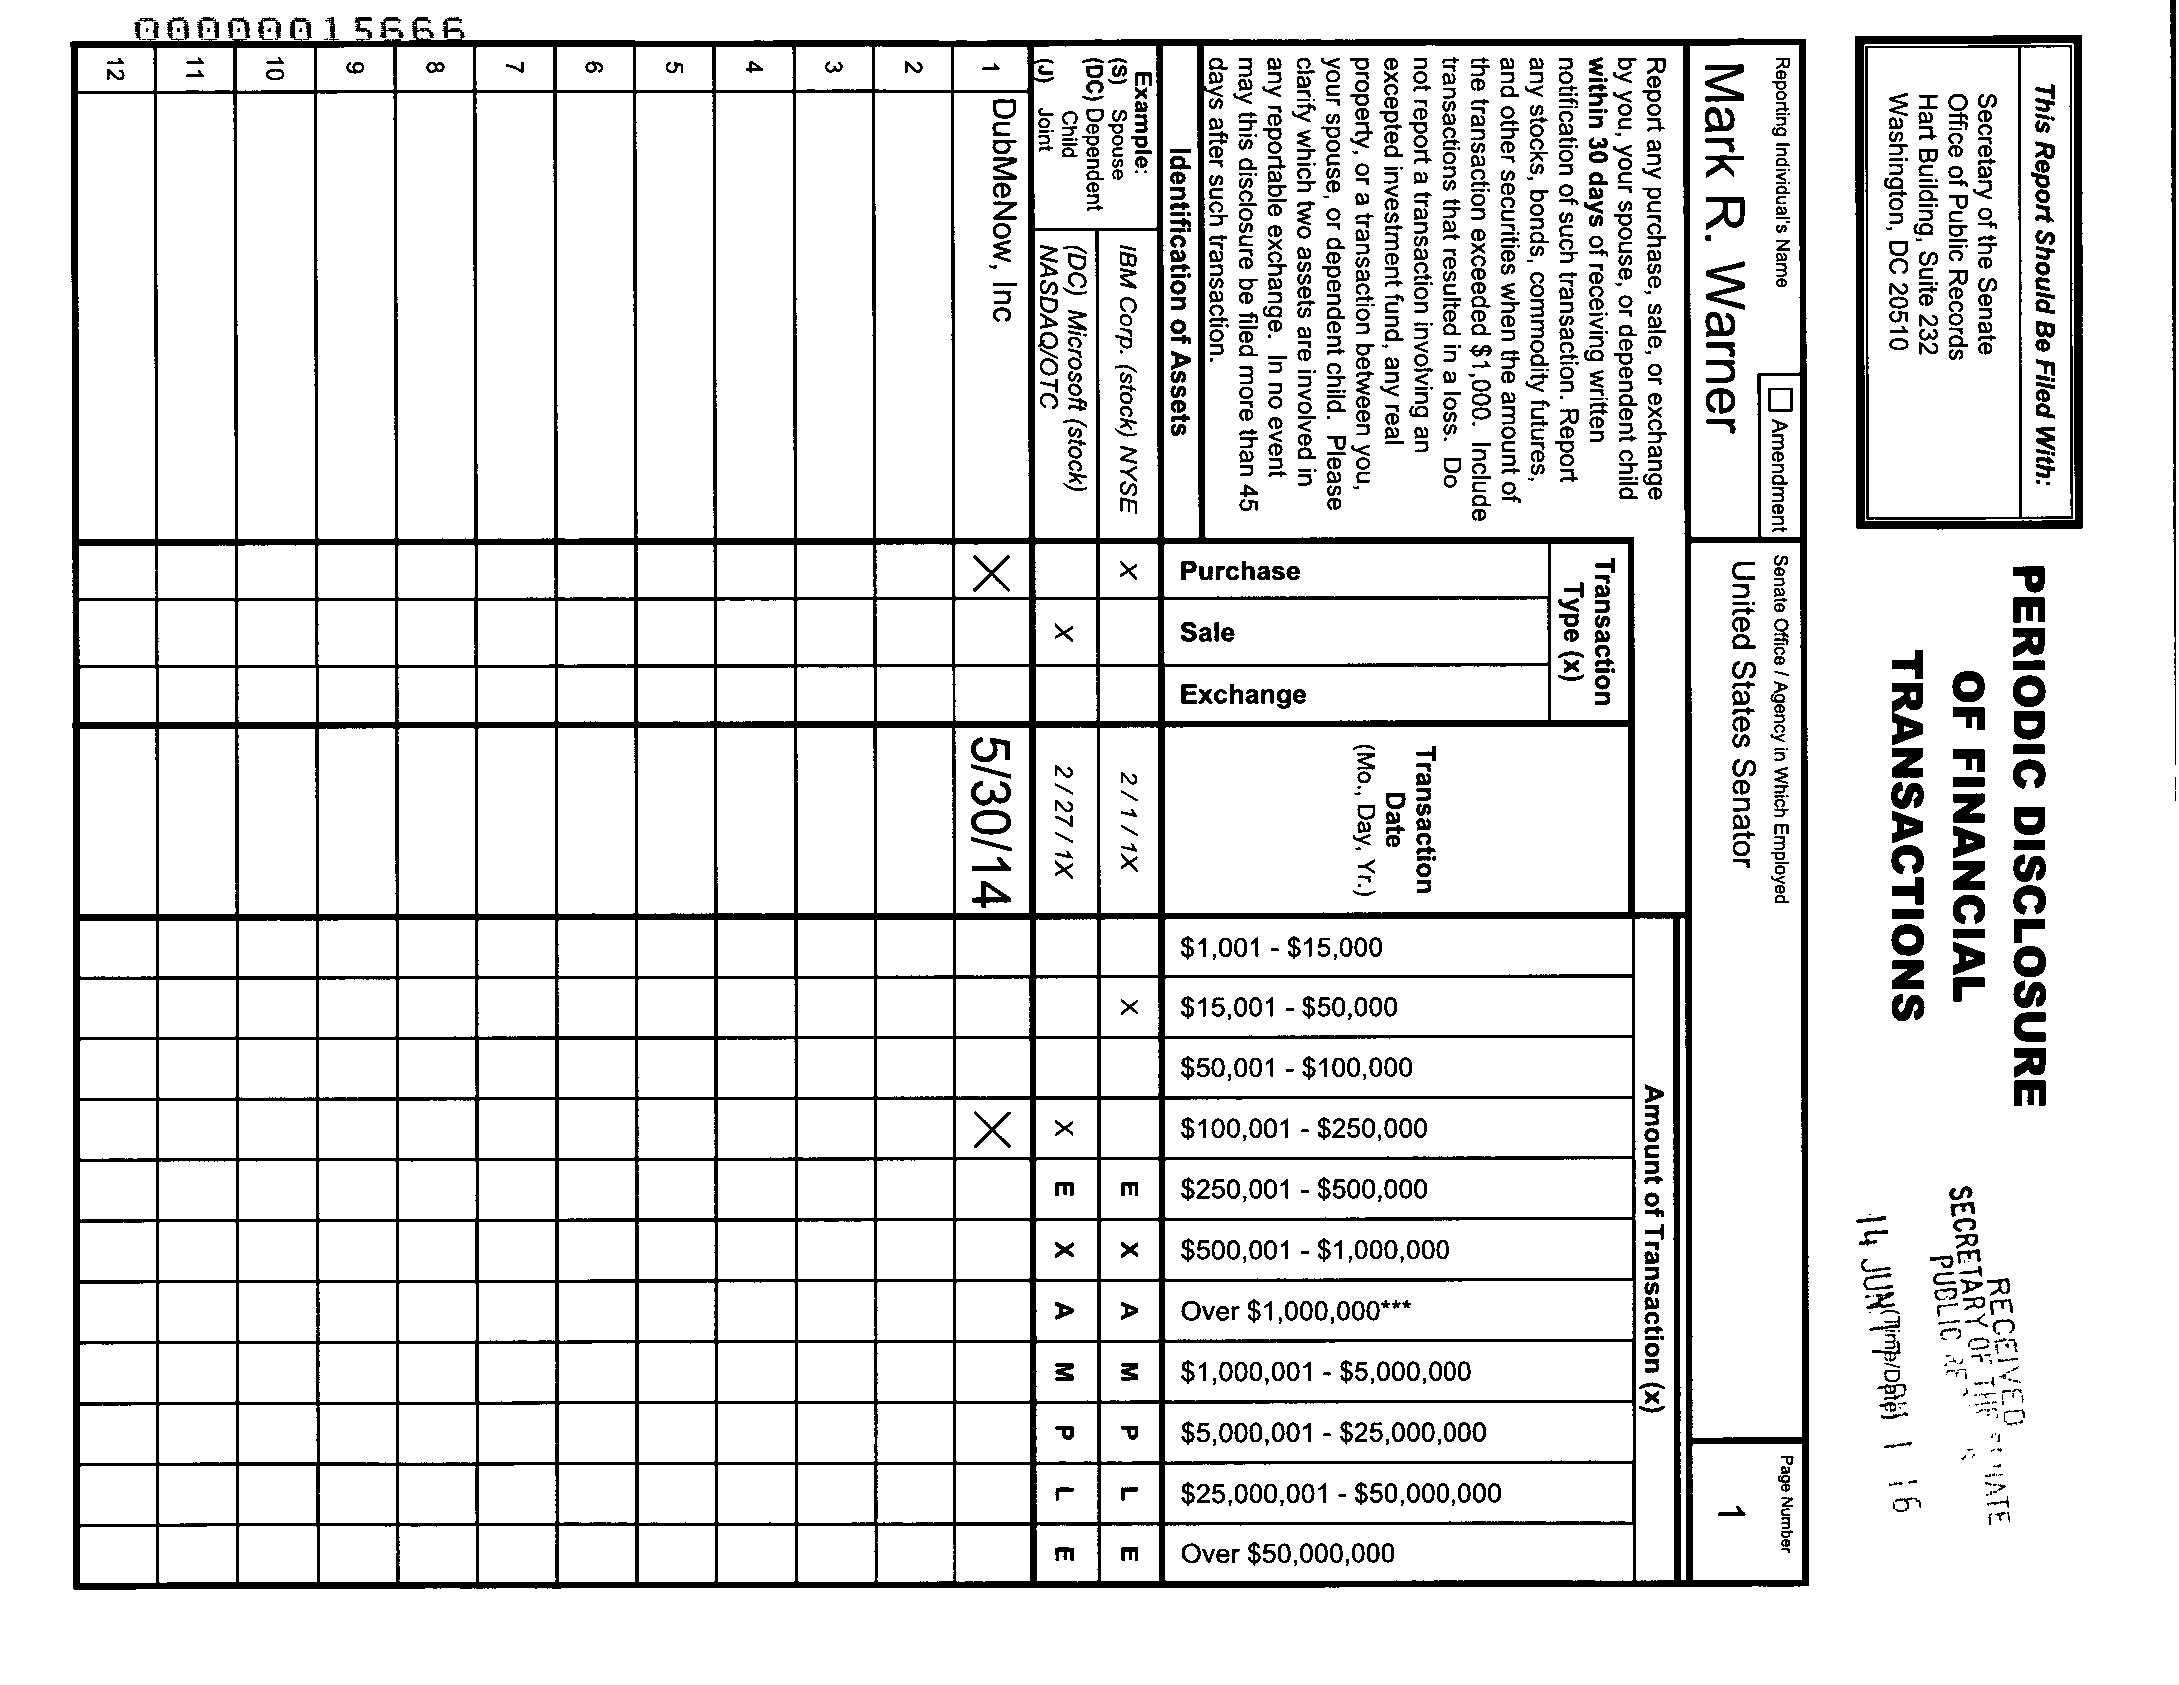 This Report Should Be Filed With:
Secretary of the Senate
Office of Public Records
Hart Building, Suite 232
Washington, DC 20510
PERIODIC DISCLOSURE
OF FINANCIAL
TRANSACTIONS
RECEIVED
SECRETARY OF THE SENATE
PUBLIC
(Time/Date)
14 JUN
Reporting Individual's Name
Amendment
Mark R. Warner
Senate Office / Agency in Which Employed
United States Senator
Page Number
1
Report any purchase, sale, or exchange
by you, your spouse, or dependent child
within 30 days of receiving written
notification of such transaction. Report
any stocks, bonds, commodity futures,
and other securities when the amount of
the transaction exceeded $1,000. Include
transactions that resulted in a loss. Do
not report a transaction involving an
excepted investment fund, any real
property, or a transaction between you,
your spouse, or dependent child. Please
clarify which two assets are involved in
any reportable exchange. In no event
may this disclosure be filed more than 45
days after such transaction.
Identification of Assets
Transaction
Type (x)
Purchase
Sale
Exchange
Transaction
Date
(Mo., Day, Yr.)
Amount of Transaction (x)
$1,001 - $15,000
$15,001 - $50,000
$50,001 - $100,000
$100,001 - $250,000
$250,001 - $500,000
$500,001 - $1,000,000
Over $1,000,000***
$1,000,001 - $5,000,000
$5,000,001 - $25,000,000
$25,000,001 - $50,000,000
Over $50,000,000
Example:
(S) Spouse
(DC) Dependent
Child
(J) Joint
IBM Corp. (stock) NYSE X 2 / 1 / 1X X E X A M P L E
(DC) Microsoft (stock)
NASDAQ/OTC X 2 / 27 / 1X X E X A M P L E
1 DubMeNow, Inc X 5/30/14 X
2
3
4
5
6
7
8
9
10
11
12
000000015666